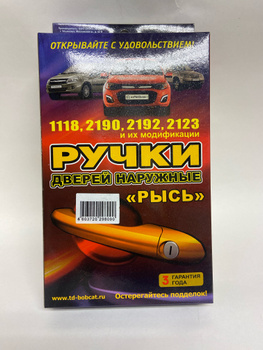 ОТКРЫВАЙТЕ С УДОВОЛЬСТВИЕМ!
1118, 2190, 2192, 2123
и их модификации
РУЧКИ
ДВЕРЕЙ НАРУЖНЫЕ
«РЫСЬ»
3 ГАРАНТИЯ
ГОДА
www.td-bobcat.ru
Остерегайтесь подделок!